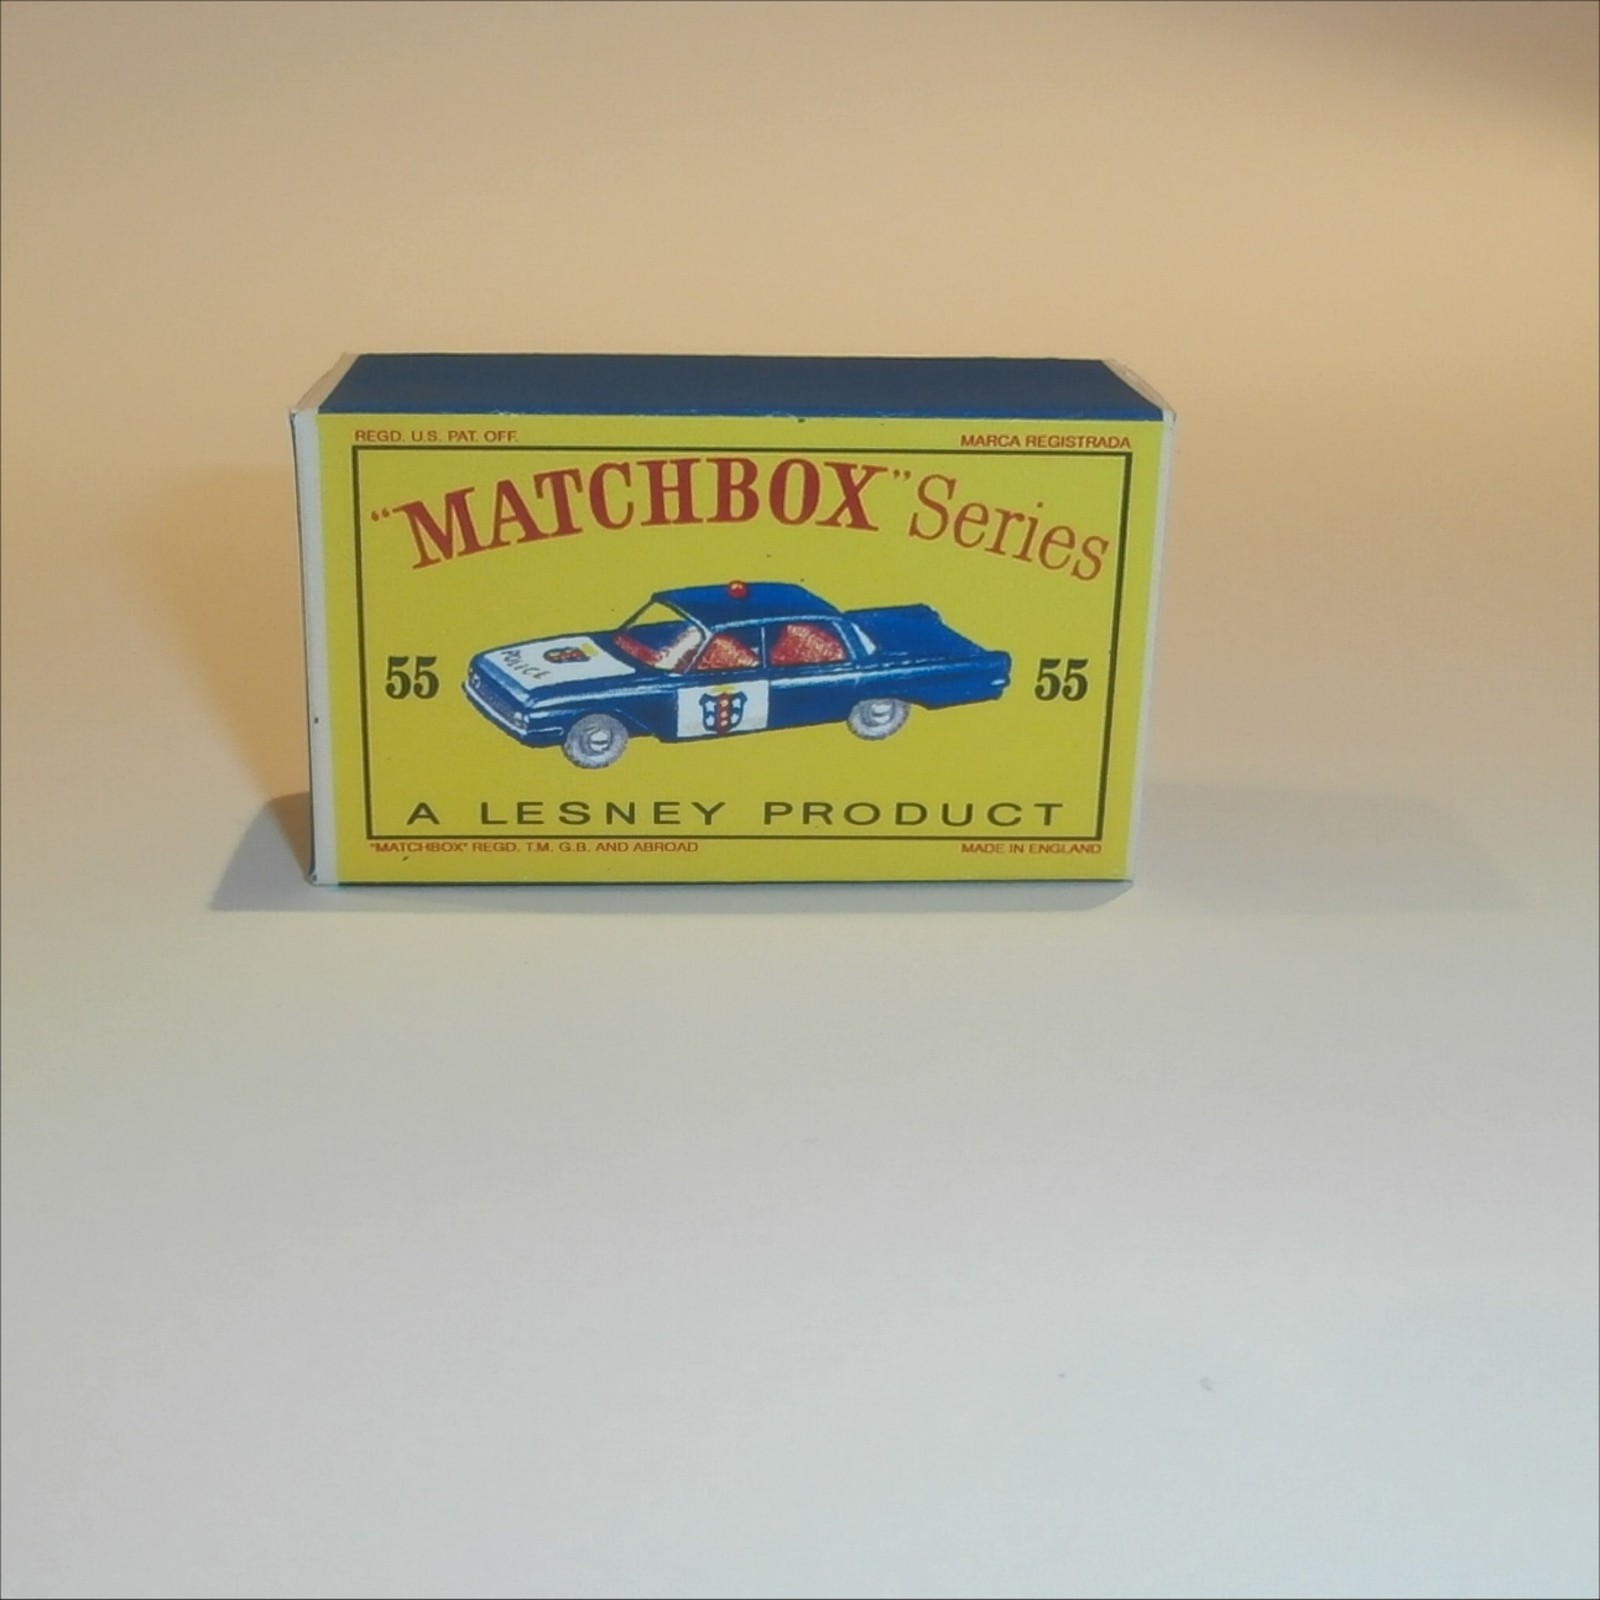 REGD. U.S. PAT. OFF.
MARCA REGISTRADA
"MATCHBOX" Series
POLICE
55
55
A LESNEY PRODUCT
"MATCHBOX" REGD. T.M. G.B. AND ABROAD
MADE IN ENGLAND